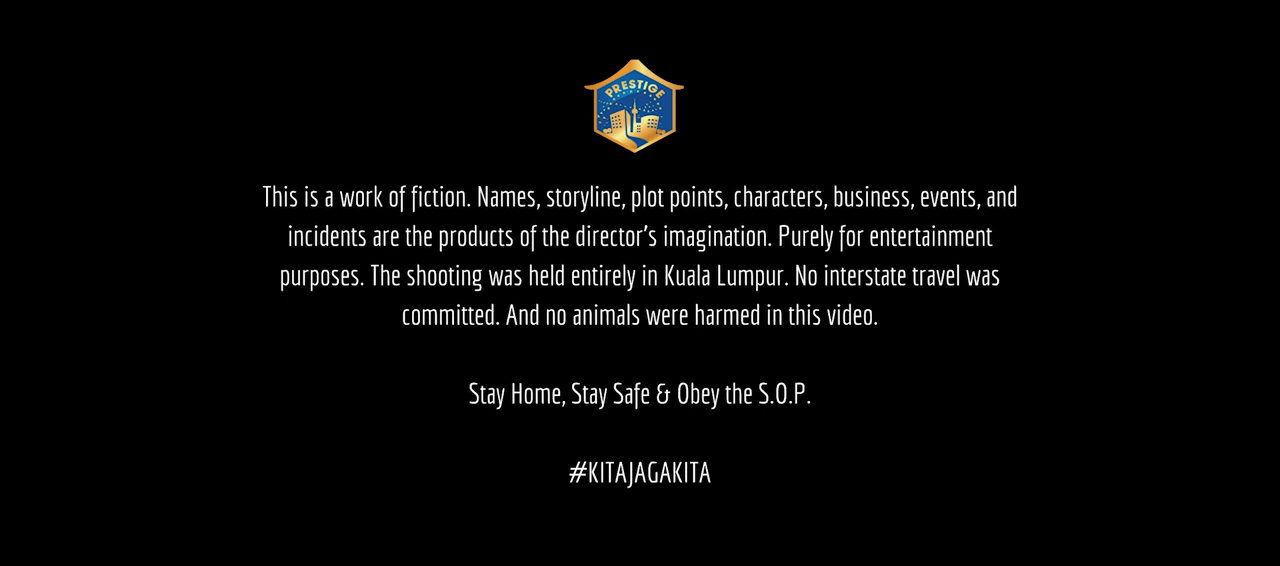 PRESTIGE
This is a work of fiction. Names, storyline, plot points, characters, business, events, and
incidents are the products of the director's imagination. Purely for entertainment
purposes. The shooting was held entirely in Kuala Lumpur. No interstate travel was
committed. And no animals were harmed in this video.
Stay Home, Stay Safe & Obey the S.O.P.
#KITAJAGAKITA